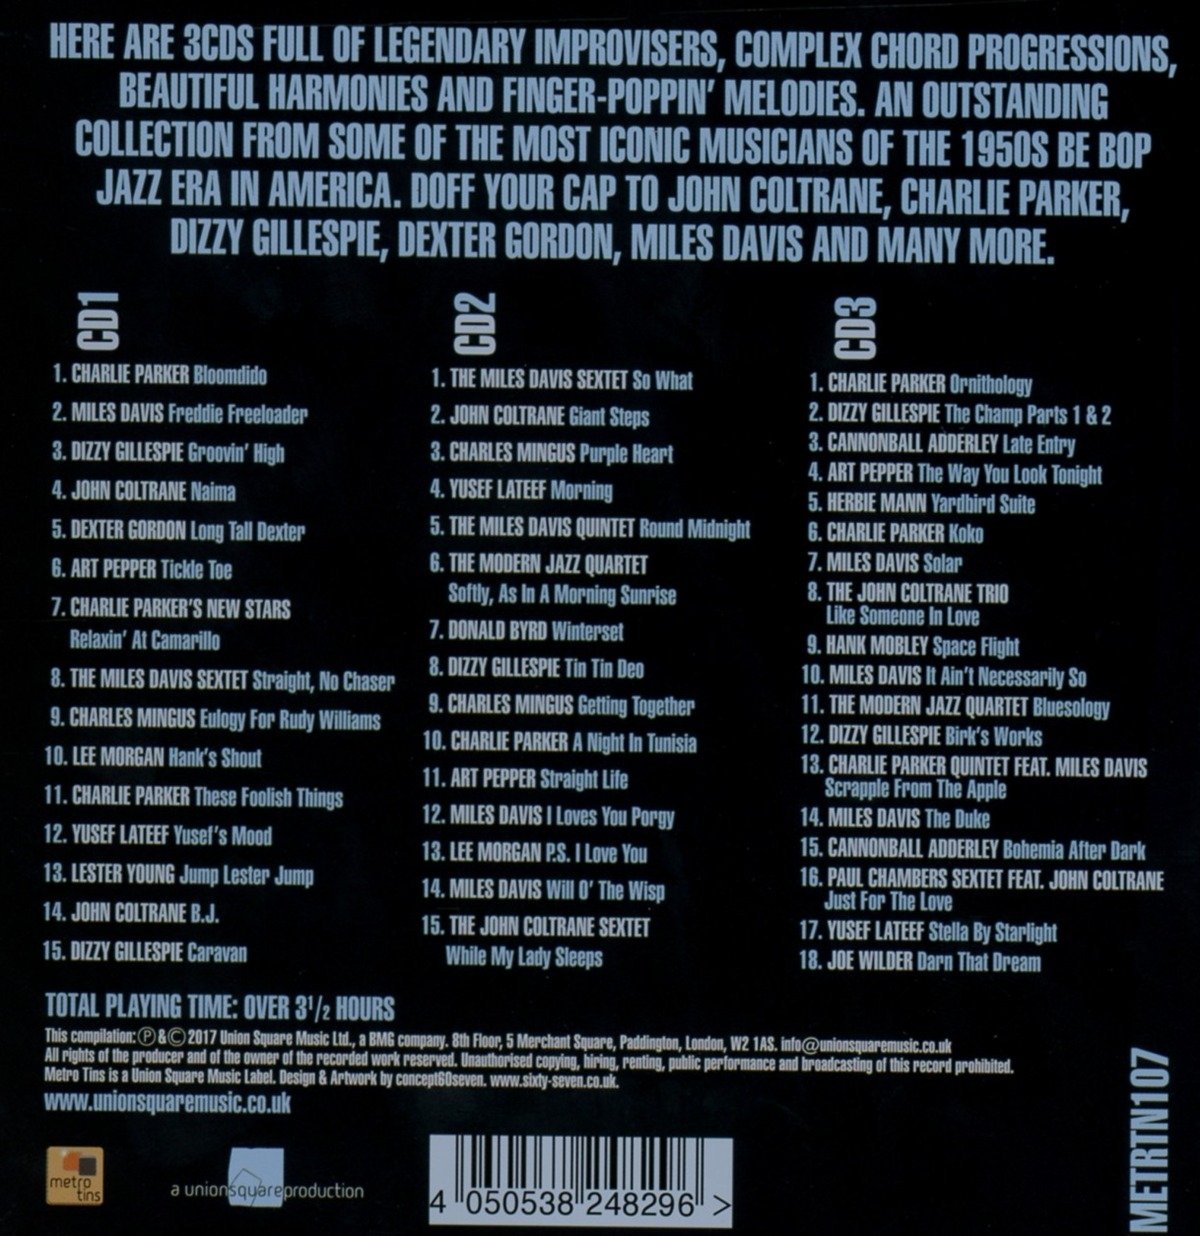 HERE ARE 3CDS FULL OF LEGENDARY IMPROVISERS, COMPLEX CHORD PROGRESSIONS,
BEAUTIFUL HARMONIES AND FINGER-POPPIN' MELODIES. AN OUTSTANDING
COLLECTION FROM SOME OF THE MOST ICONIC MUSICIANS OF THE 1950S BE BOP
JAZZ ERA IN AMERICA. DOFF YOUR CAP TO JOHN COLTRANE, CHARLIE PARKER,
DIZZY GILLESPIE, DEXTER GORDON, MILES DAVIS AND MANY MORE.
CD1
1. CHARLIE PARKER Bloomdido
2. MILES DAVIS Freddie Freeloader
3. DIZZY GILLESPIE Groovin' High
4. JOHN COLTRANE Naima
5. DEXTER GORDON Long Tall Dexter
6. ART PEPPER Tickle Toe
7. CHARLIE PARKER'S NEW STARS
Relaxin' At Camarillo
8. THE MILES DAVIS SEXTET Straight, No Chaser
9. CHARLES MINGUS Eulogy For Rudy Williams
10. LEE MORGAN Hank's Shout
11. CHARLIE PARKER These Foolish Things
12. YUSEF LATEEF Yusef's Mood
13. LESTER YOUNG Jump Lester Jump
14. JOHN COLTRANE B.J.
15. DIZZY GILLESPIE Caravan
CD2
1. THE MILES DAVIS SEXTET So What
2. JOHN COLTRANE Giant Steps
3. CHARLES MINGUS Purple Heart
4. YUSEF LATEEF Morning
5. THE MILES DAVIS QUINTET Round Midnight
6. THE MODERN JAZZ QUARTET
Softly, As In A Morning Sunrise
7. DONALD BYRD Winterset
8. DIZZY GILLESPIE Tin Tin Deo
9. CHARLES MINGUS Getting Together
10. CHARLIE PARKER A Night In Tunisia
11. ART PEPPER Straight Life
12. MILES DAVIS I Loves You Porgy
13. LEE MORGAN P.S. I Love You
14. MILES DAVIS Will O' The Wisp
15. THE JOHN COLTRANE SEXTET
While My Lady Sleeps
CD3
1. CHARLIE PARKER Ornithology
2. DIZZY GILLESPIE The Champ Parts 1 & 2
3. CANNONBALL ADDERLEY Late Entry
4. ART PEPPER The Way You Look Tonight
5. HERBIE MANN Yardbird Suite
6. CHARLIE PARKER Koko
7. MILES DAVIS Solar
8. THE JOHN COLTRANE TRIO
Like Someone In Love
9. HANK MOBLEY Space Flight
10. MILES DAVIS It Ain't Necessarily So
11. THE MODERN JAZZ QUARTET Bluesology
12. DIZZY GILLESPIE Birk's Works
13. CHARLIE PARKER QUINTET FEAT. MILES DAVIS
Scrapple From The Apple
14. MILES DAVIS The Duke
15. CANNONBALL ADDERLEY Bohemia After Dark
16. PAUL CHAMBERS SEXTET FEAT. JOHN COLTRANE
Just For The Love
17. YUSEF LATEEF Stella By Starlight
18. JOE WILDER Darn That Dream
TOTAL PLAYING TIME: OVER 3 1/2 HOURS
This compilation: Ⓟ & © 2017 Union Square Music Ltd., a BMG company. 8th Floor, 5 Merchant Square, Paddington, London, W2 1AS. info@unionsquaremusic.co.uk
All rights of the producer and of the owner of the recorded work reserved. Unauthorised copying, hiring, renting, public performance and broadcasting of this record prohibited.
Metro Tins is a Union Square Music Label. Design & Artwork by concept60seven. www.sixty-seven.co.uk.
www.unionsquaremusic.co.uk
metro
tins
a unionsquareproduction
4 050538 248296 >
METRTN107